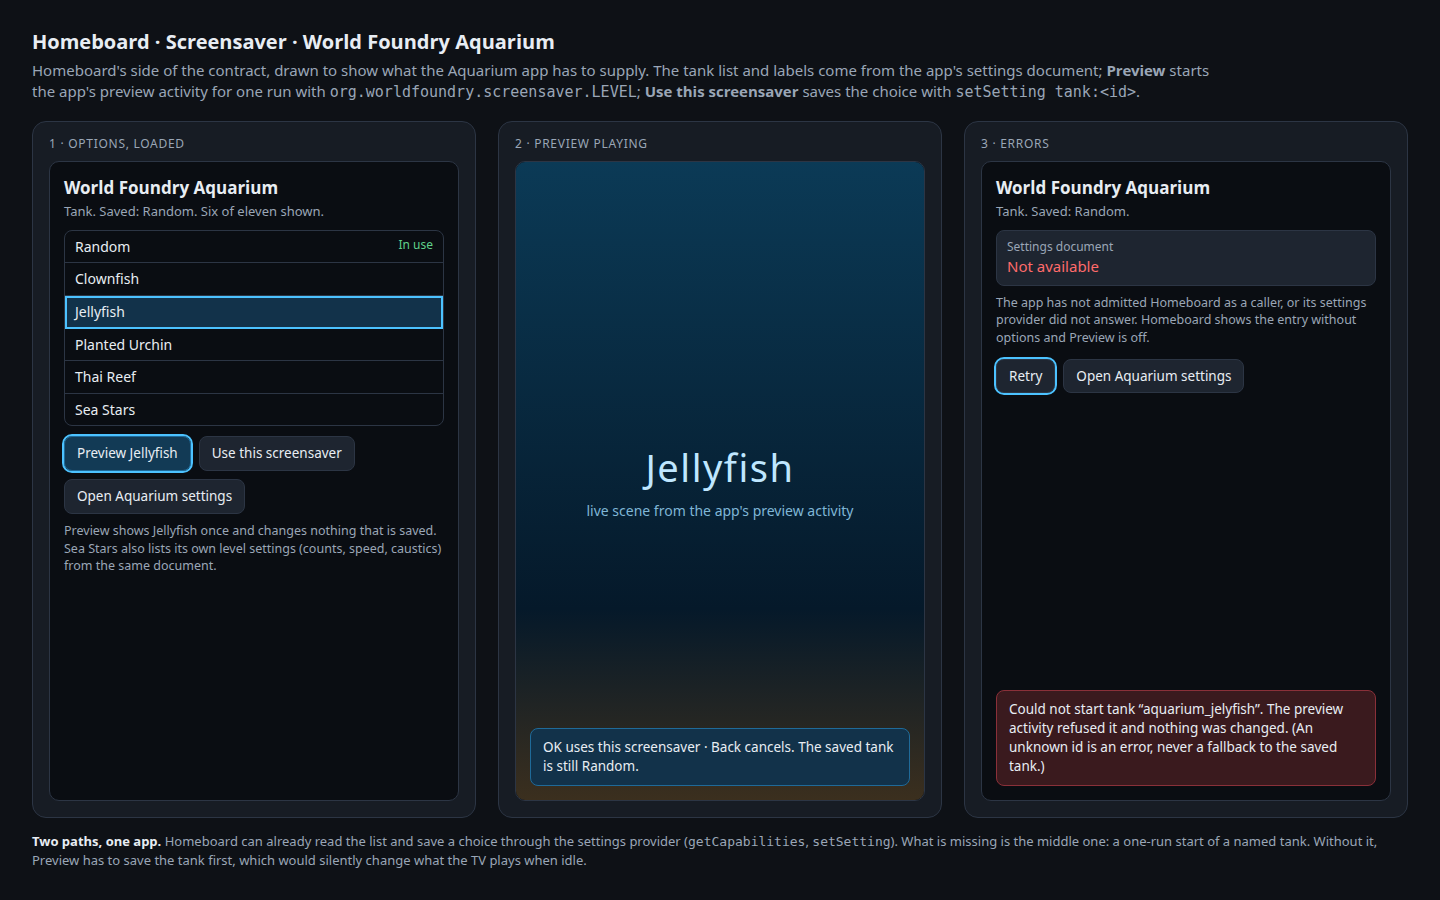 Homeboard · Screensaver · World Foundry Aquarium
Homeboard's side of the contract, drawn to show what the Aquarium app has to supply. The tank list and labels come from the app's settings document; Preview starts
the app's preview activity for one run with org.worldfoundry.screensaver.LEVEL; Use this screensaver saves the choice with setSetting tank:<id>.
1 · OPTIONS, LOADED
World Foundry Aquarium
Tank. Saved: Random. Six of eleven shown.
Random In use
Clownfish
Jellyfish
Planted Urchin
Thai Reef
Sea Stars
Preview Jellyfish Use this screensaver
Open Aquarium settings
Preview shows Jellyfish once and changes nothing that is saved.
Sea Stars also lists its own level settings (counts, speed, caustics)
from the same document.
2 · PREVIEW PLAYING
Jellyfish
live scene from the app's preview activity
OK uses this screensaver · Back cancels. The saved tank
is still Random.
3 · ERRORS
World Foundry Aquarium
Tank. Saved: Random.
Settings document
Not available
The app has not admitted Homeboard as a caller, or its settings
provider did not answer. Homeboard shows the entry without
options and Preview is off.
Retry Open Aquarium settings
Could not start tank “aquarium_jelyfish”. The preview
activity refused it and nothing was changed. (An
unknown id is an error, never a fallback to the saved
tank.)
Two paths, one app. Homeboard can already read the list and save a choice through the settings provider (getCapabilities, setSetting). What is missing is the middle one: a one-run start of a named tank. Without it,
Preview has to save the tank first, which would silently change what the TV plays when idle.